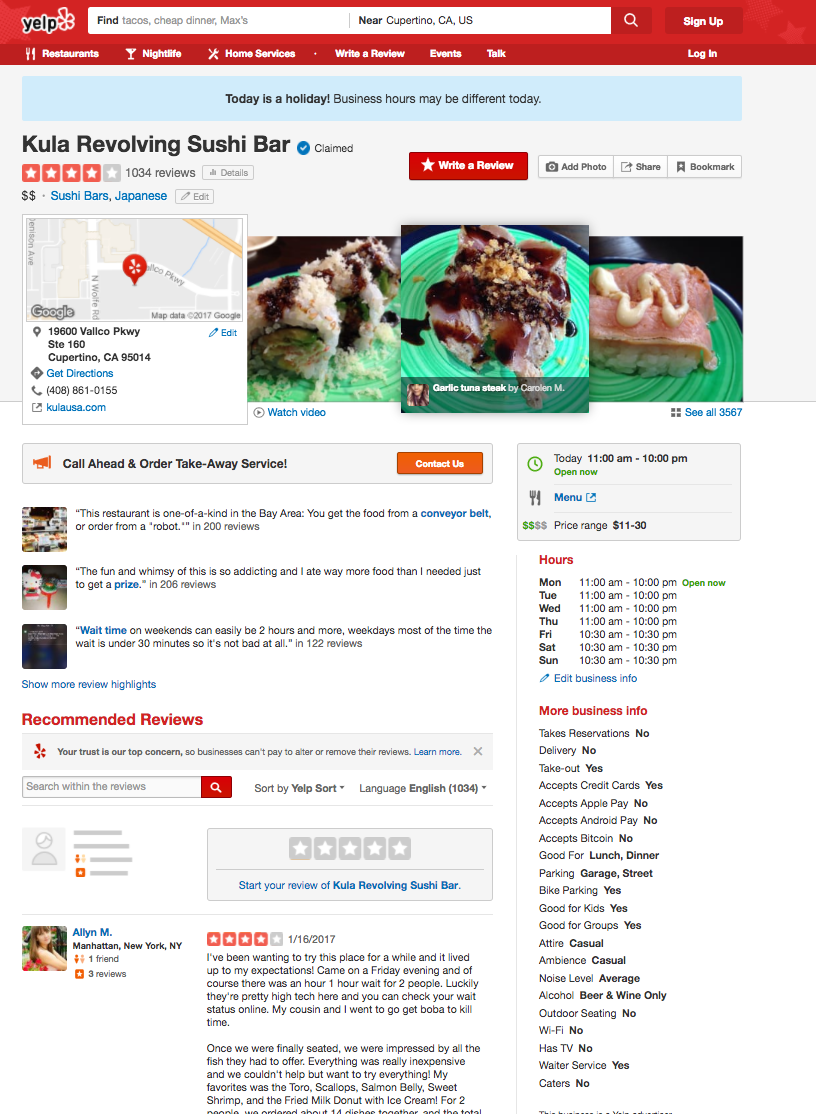 yelp
Find tacos, cheap dinner, Max's
Near Cupertino, CA, US
Sign Up
Restaurants Nightlife Home Services · Write a Review Events Talk Log In
Today is a holiday! Business hours may be different today.
Kula Revolving Sushi Bar Claimed
1034 reviews Details
$$ · Sushi Bars, Japanese Edit
Write a Review Add Photo Share Bookmark
N Wolfe Rd
Vallco Pkwy
Google Map data ©2017 Google
19600 Vallco Pkwy Edit
Ste 160
Cupertino, CA 95014
Get Directions
(408) 861-0155
kulausa.com
Garlic tuna steak by Carolen M.
Watch video See all 3567
Call Ahead & Order Take-Away Service! Contact Us
"This restaurant is one-of-a-kind in the Bay Area: You get the food from a conveyor belt,
or order from a "robot."" in 200 reviews
"The fun and whimsy of this is so addicting and I ate way more food than I needed just
to get a prize." in 206 reviews
"Wait time on weekends can easily be 2 hours and more, weekdays most of the time the
wait is under 30 minutes so it's not bad at all." in 122 reviews
Show more review highlights
Recommended Reviews
Your trust is our top concern, so businesses can't pay to alter or remove their reviews. Learn more.
Search within the reviews
Sort by Yelp Sort Language English (1034)
Start your review of Kula Revolving Sushi Bar.
Allyn M.
Manhattan, New York, NY
1 friend
3 reviews
1/16/2017
I've been wanting to try this place for a while and it lived
up to my expectations! Came on a Friday evening and of
course there was an hour 1 hour wait for 2 people. Luckily
they're pretty high tech here and you can check your wait
status online. My cousin and I went to go get boba to kill
time.
Once we were finally seated, we were impressed by all the
fish they had to offer. Everything was really inexpensive
and we couldn't help but want to try everything! My
favorites was the Toro, Scallops, Salmon Belly, Sweet
Shrimp, and the Fried Milk Donut with Ice Cream! For 2
people, we ordered about 14 dishes together, and the total
Today 11:00 am - 10:00 pm
Open now
Menu
$$$$ Price range $11-30
Hours
Mon 11:00 am - 10:00 pm Open now
Tue 11:00 am - 10:00 pm
Wed 11:00 am - 10:00 pm
Thu 11:00 am - 10:00 pm
Fri 10:30 am - 10:30 pm
Sat 10:30 am - 10:30 pm
Sun 10:30 am - 10:30 pm
Edit business info
More business info
Takes Reservations No
Delivery No
Take-out Yes
Accepts Credit Cards Yes
Accepts Apple Pay No
Accepts Android Pay No
Accepts Bitcoin No
Good For Lunch, Dinner
Parking Garage, Street
Bike Parking Yes
Good for Kids Yes
Good for Groups Yes
Attire Casual
Ambience Casual
Noise Level Average
Alcohol Beer & Wine Only
Outdoor Seating No
Wi-Fi No
Has TV No
Waiter Service Yes
Caters No